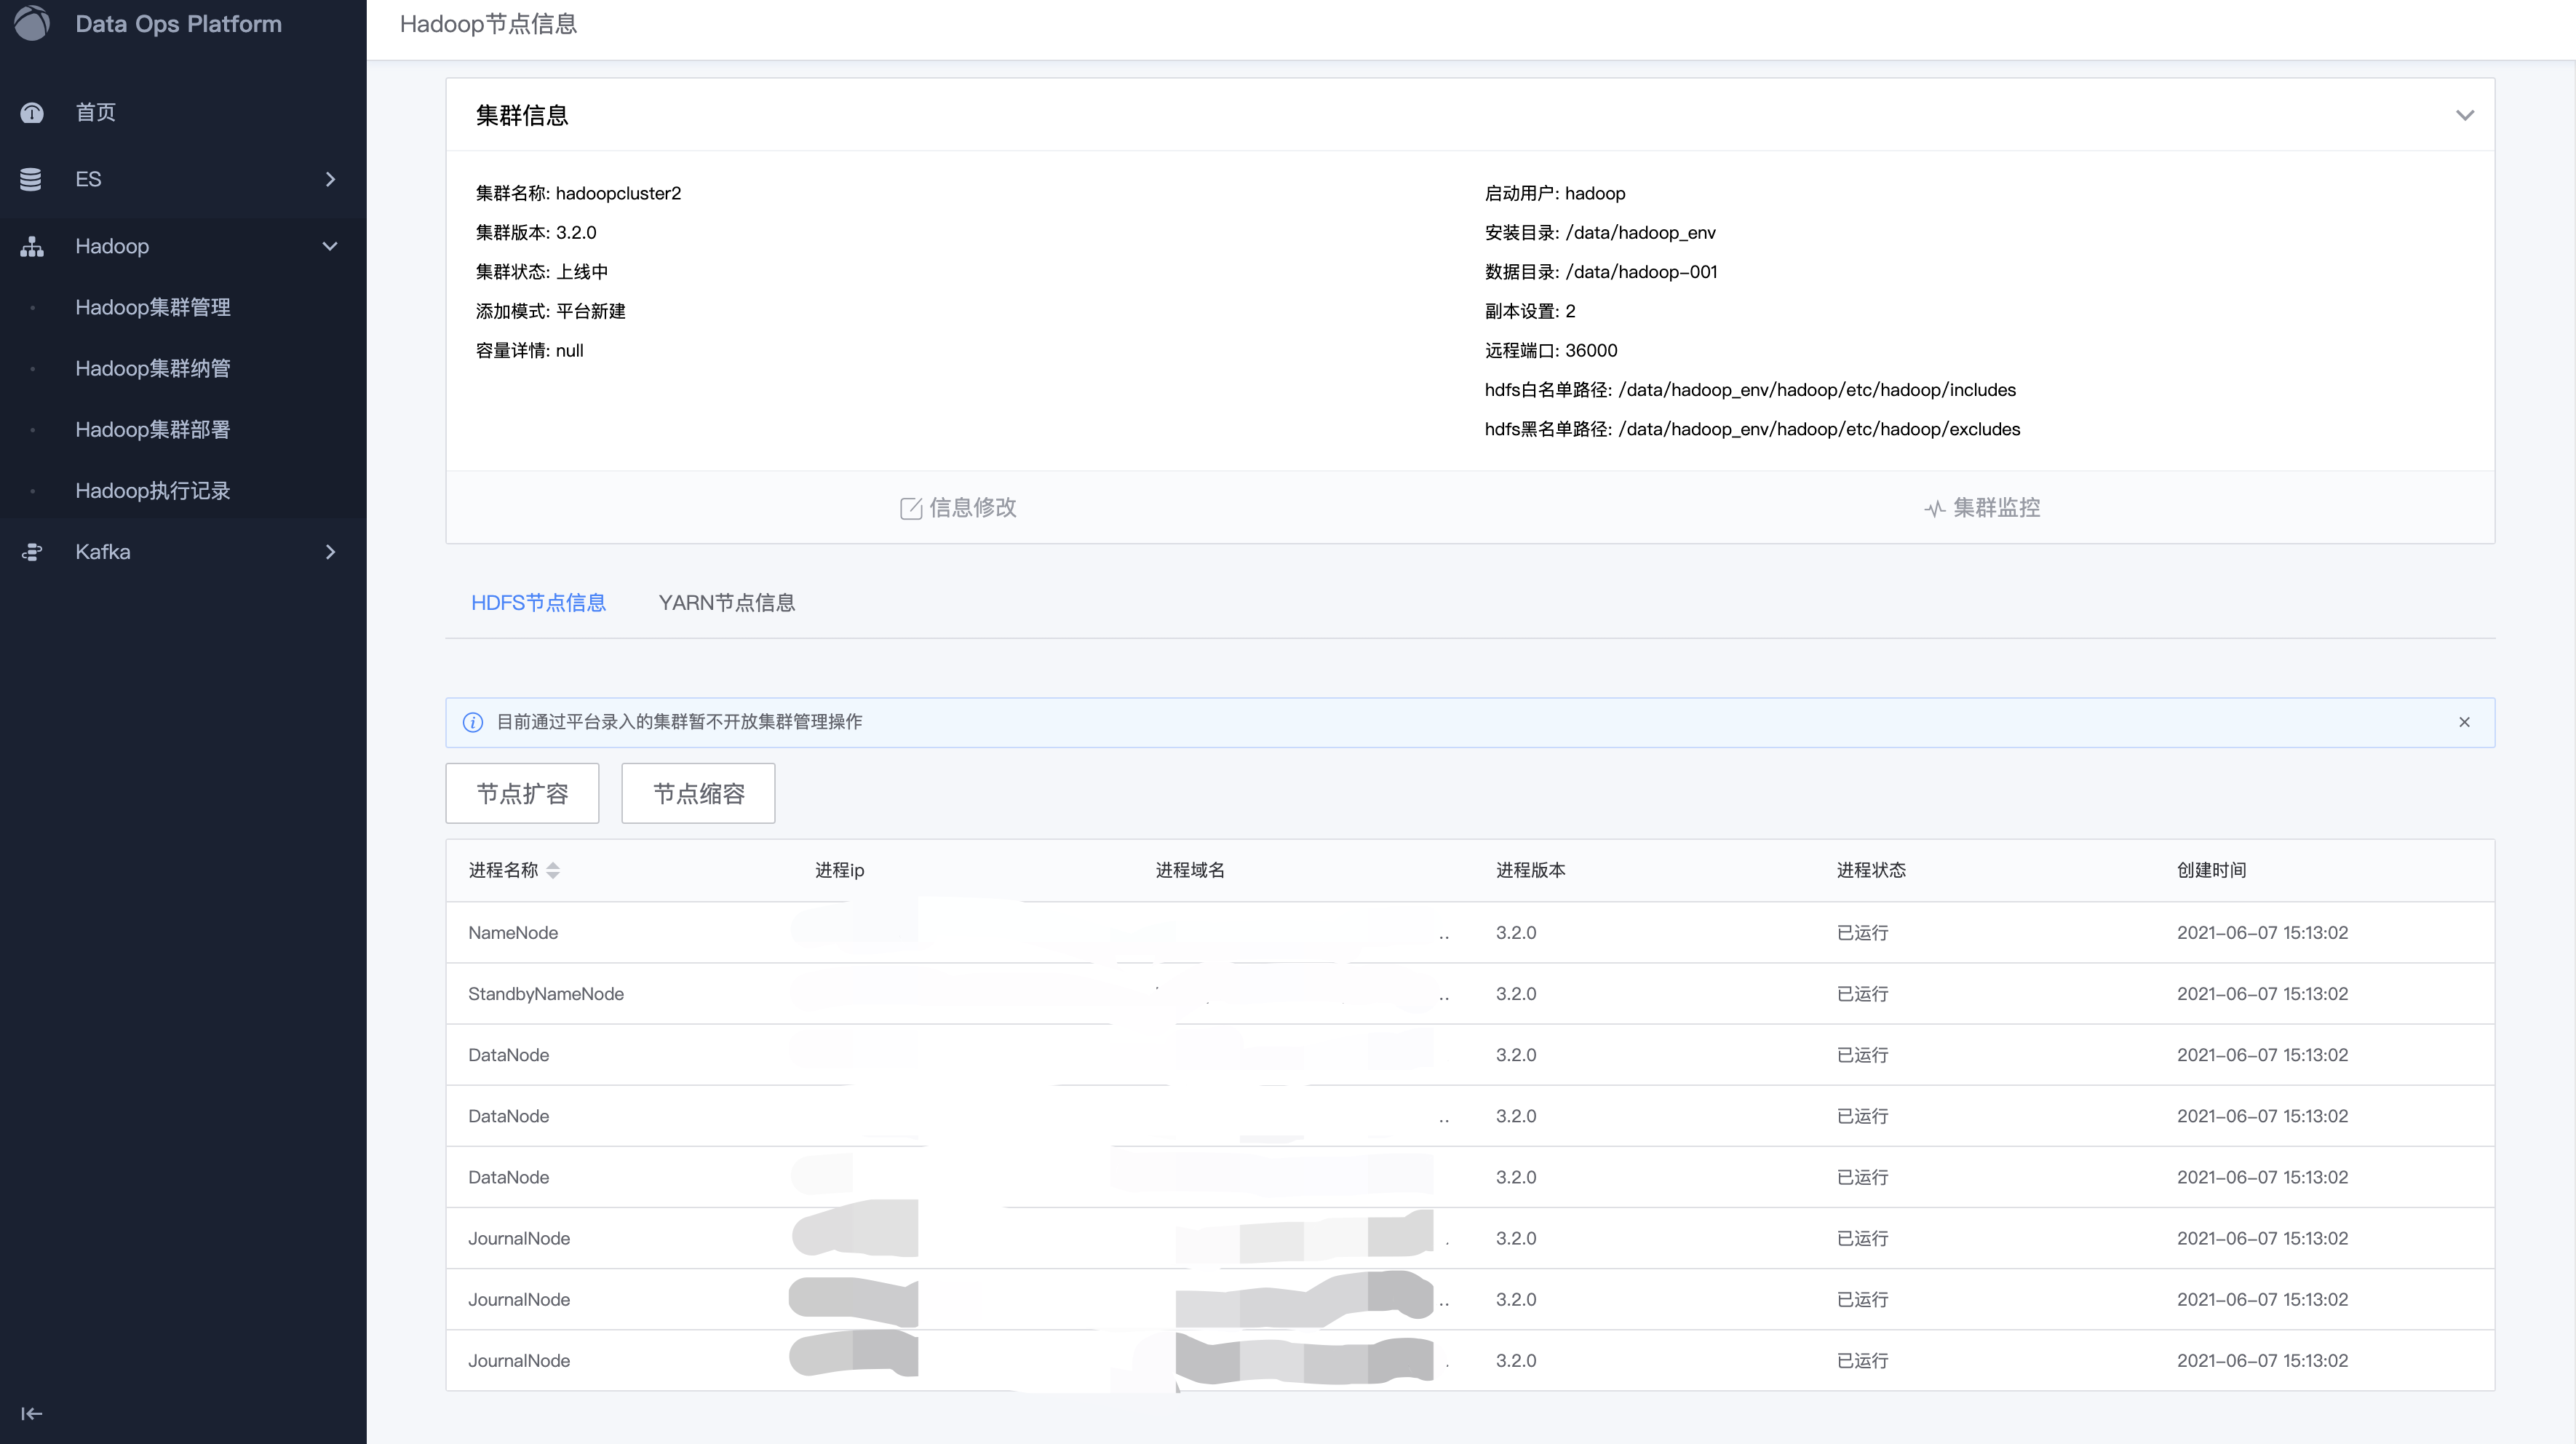 Data Ops Platform
首页
ES
Hadoop
Hadoop集群管理
Hadoop集群纳管
Hadoop集群部署
Hadoop执行记录
Kafka
Hadoop节点信息
集群信息
集群名称: hadoopcluster2
集群版本: 3.2.0
集群状态: 上线中
添加模式: 平台新建
容量详情: null
启动用户: hadoop
安装目录: /data/hadoop_env
数据目录: /data/hadoop-001
副本设置: 2
远程端口: 36000
hdfs白名单路径: /data/hadoop_env/hadoop/etc/hadoop/includes
hdfs黑名单路径: /data/hadoop_env/hadoop/etc/hadoop/excludes
信息修改 集群监控
HDFS节点信息 YARN节点信息
目前通过平台录入的集群暂不开放集群管理操作
节点扩容 节点缩容
进程名称 进程ip 进程域名 进程版本 进程状态 创建时间
NameNode .. 3.2.0 已运行 2021-06-07 15:13:02
StandbyNameNode .. 3.2.0 已运行 2021-06-07 15:13:02
DataNode 3.2.0 已运行 2021-06-07 15:13:02
DataNode .. 3.2.0 已运行 2021-06-07 15:13:02
DataNode 3.2.0 已运行 2021-06-07 15:13:02
JournalNode . 3.2.0 已运行 2021-06-07 15:13:02
JournalNode .. 3.2.0 已运行 2021-06-07 15:13:02
JournalNode . 3.2.0 已运行 2021-06-07 15:13:02